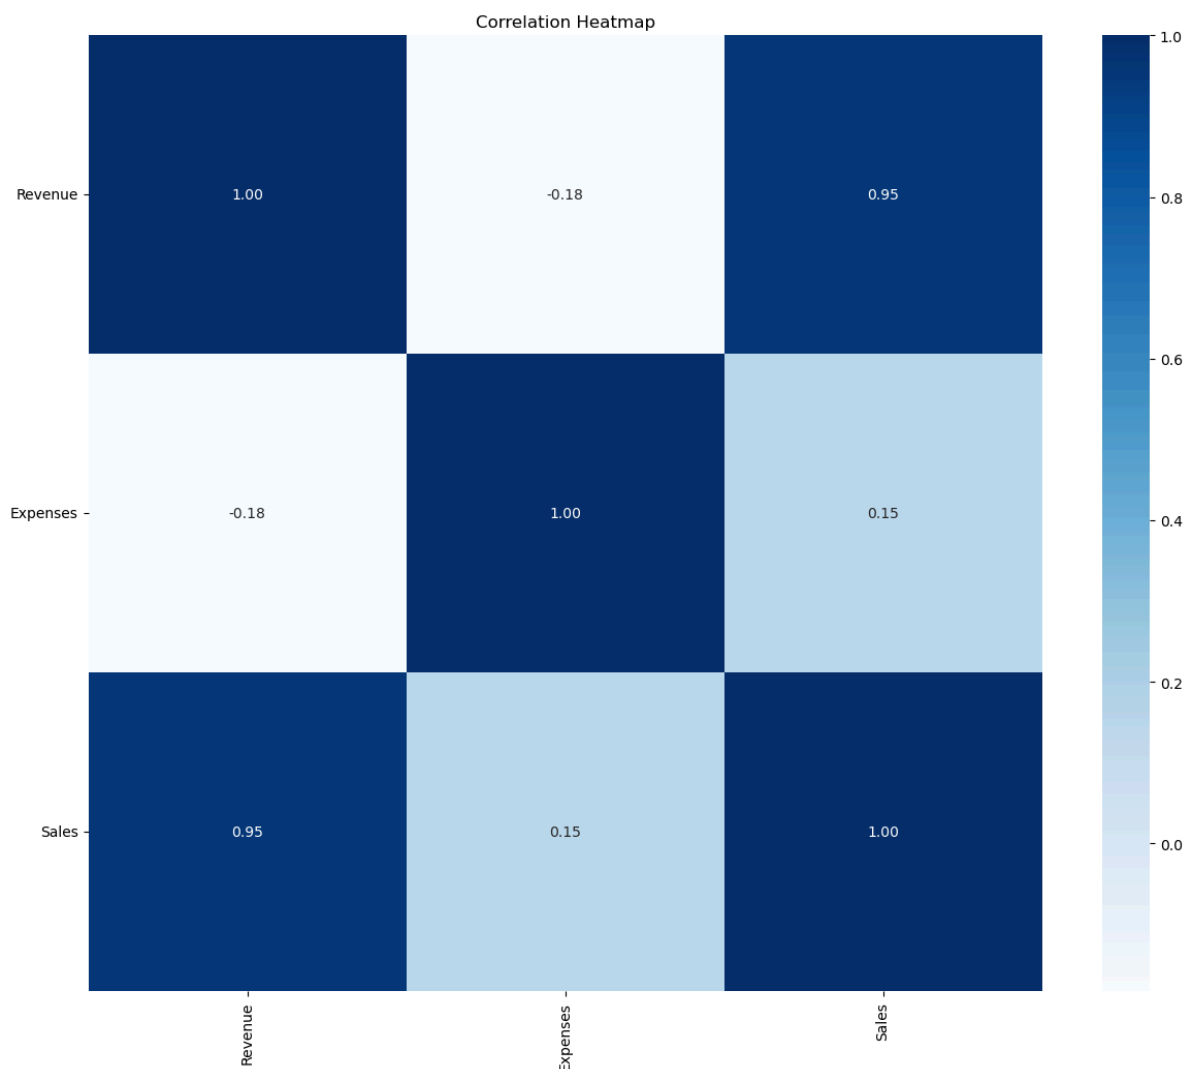 Correlation Heatmap
Revenue 1.00 -0.18 0.95
Expenses -0.18 1.00 0.15
Sales 0.95 0.15 1.00
Revenue Expenses Sales
1.0
0.8
0.6
0.4
0.2
0.0